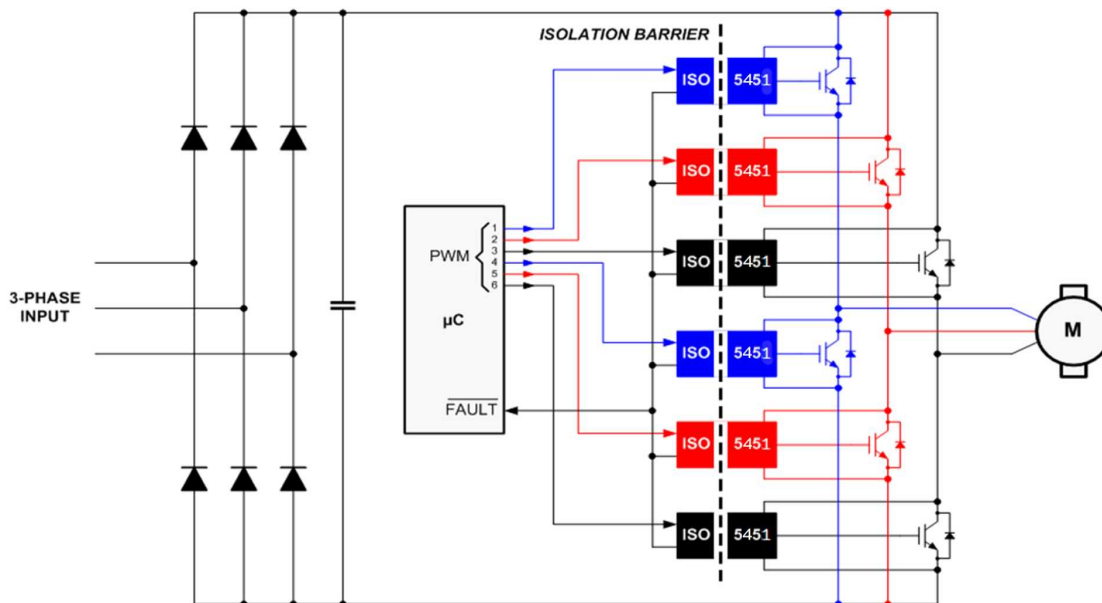 ISOLATION BARRIER
ISO 5451
ISO 5451
1
2
PWM 3
4
5
6
ISO 5451
3-PHASE
INPUT
µC
M
ISO 5451
FAULT
ISO 5451
ISO 5451